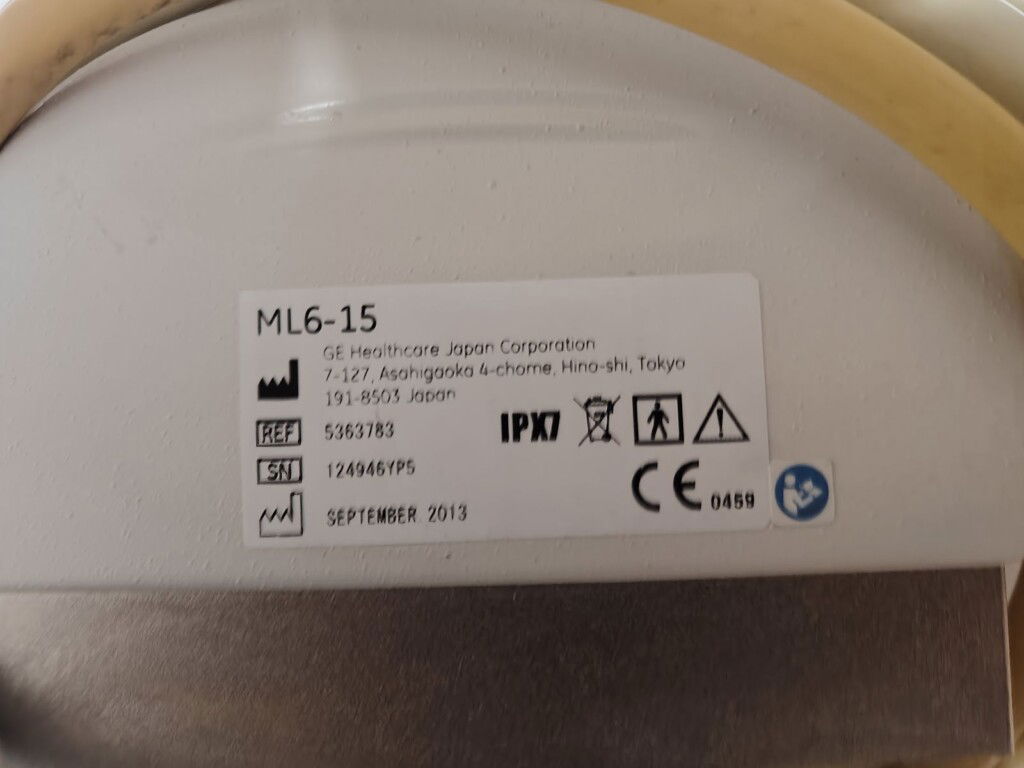 ML6-15
GE Healthcare Japan Corporation
7-127, Asahigaoka 4-chome, Hino-shi, Tokyo
191-8503 Japan
REF 5363783
IPX7
SN 124946YP5
CE 0459
SEPTEMBER 2013